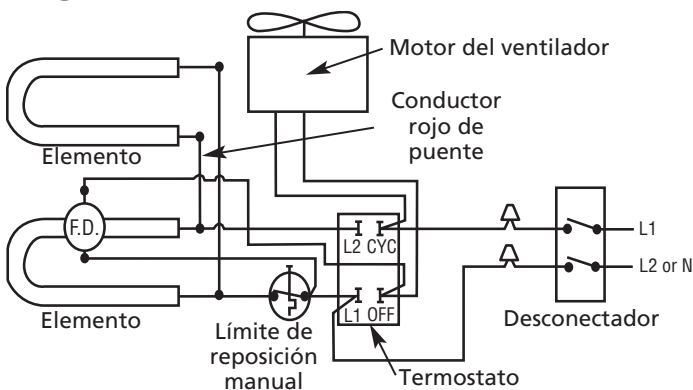 Motor del ventilador
Conductor
rojo de
puente
Elemento
F.D.
L2 CYC
L1
L2 or N
L1 OFF
Elemento
Límite de
reposición
manual
Termostato
Desconectador